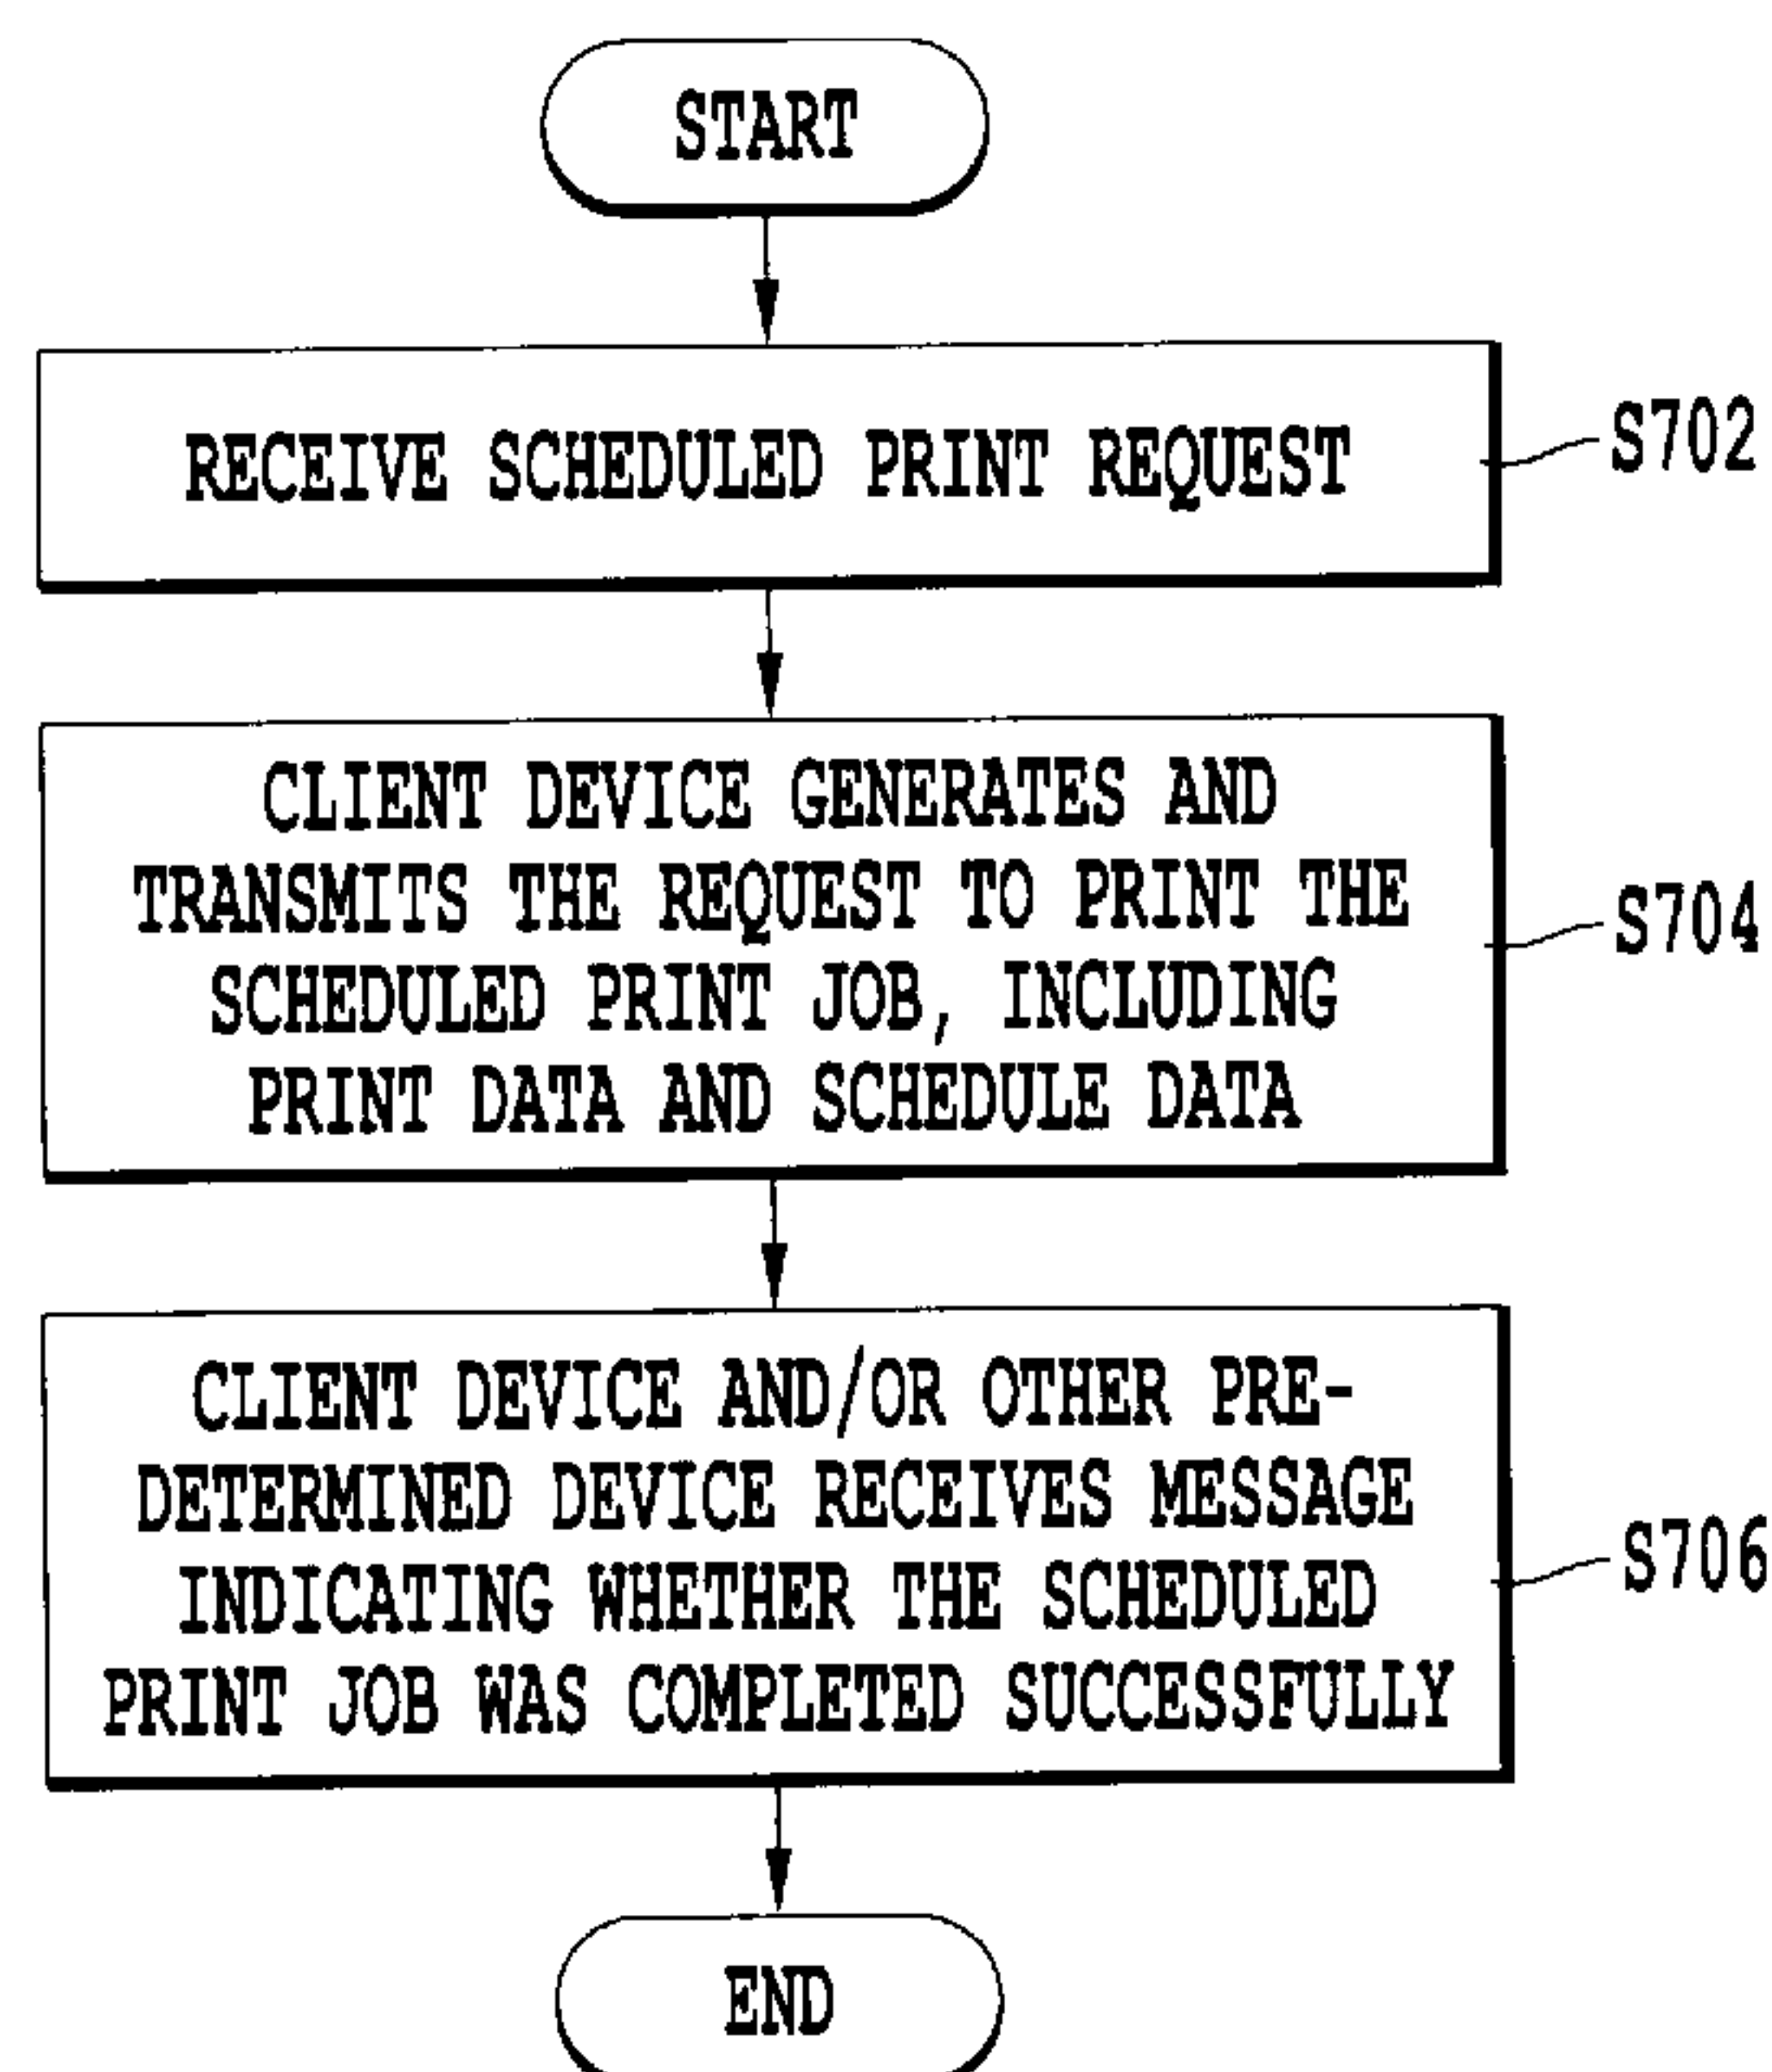 START
RECEIVE SCHEDULED PRINT REQUEST
S702
CLIENT DEVICE GENERATES AND
TRANSMITS THE REQUEST TO PRINT THE
SCHEDULED PRINT JOB, INCLUDING
PRINT DATA AND SCHEDULE DATA
S704
CLIENT DEVICE AND/OR OTHER PRE-
DETERMINED DEVICE RECEIVES MESSAGE
INDICATING WHETHER THE SCHEDULED
PRINT JOB WAS COMPLETED SUCCESSFULLY
S706
END